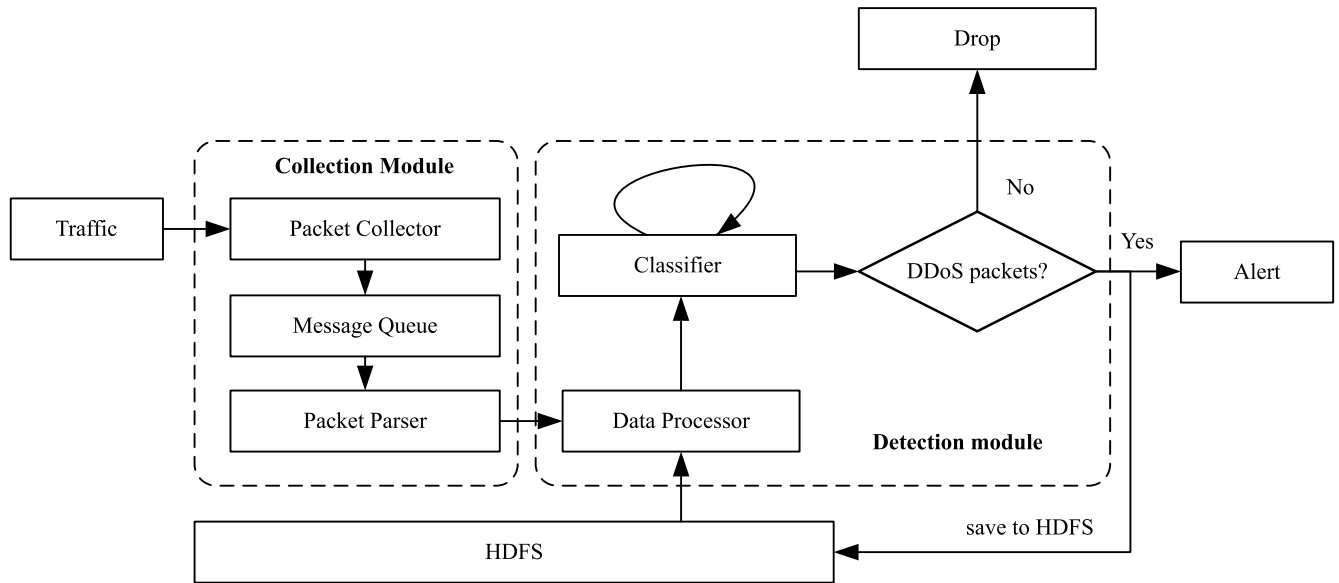 Drop
Collection Module
No
Traffic
Packet Collector
Yes
Classifier
DDoS packets?
Alert
Message Queue
Packet Parser
Data Processor
Detection module
save to HDFS
HDFS